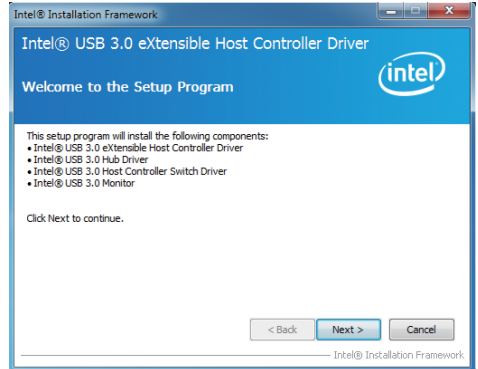 Intel® Installation Framework
Intel® USB 3.0 eXtensible Host Controller Driver
Welcome to the Setup Program
intel
This setup program will install the following components:
• Intel® USB 3.0 eXtensible Host Controller Driver
• Intel® USB 3.0 Hub Driver
• Intel® USB 3.0 Host Controller Switch Driver
• Intel® USB 3.0 Monitor
Click Next to continue.
< Back Next > Cancel
Intel® Installation Framework